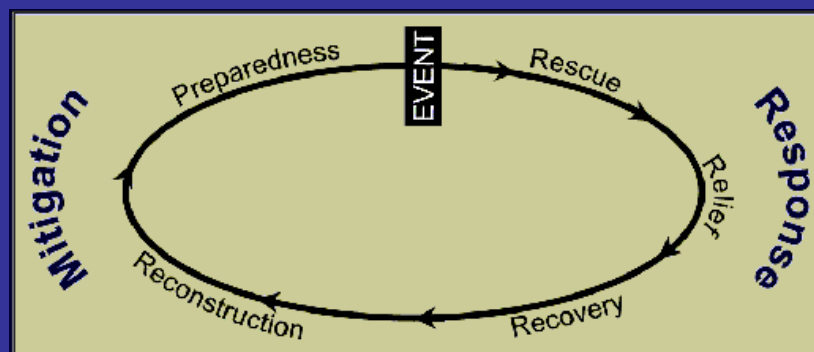 Preparedness
EVENT
Rescue
Mitigation
Response
Relief
Reconstruction
Recovery